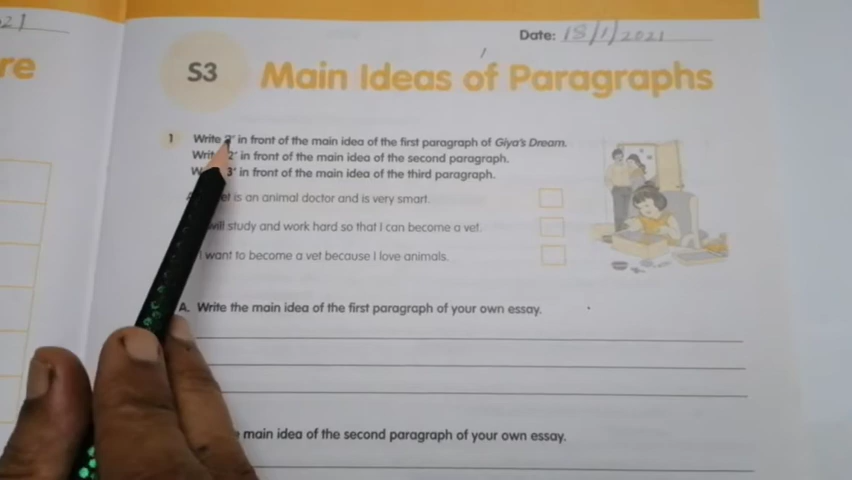 21
re
Date: 18/1/2021
S3 Main Ideas of Paragraphs
1 Write in front of the main idea of the first paragraph of Giya's Dream.
2' in front of the main idea of the second paragraph.
3' in front of the main idea of the third paragraph.
is an animal doctor and is very smart.
will study and work hard so that I can become a vet.
I want to become a vet because I love animals.
A. Write the main idea of the first paragraph of your own essay.
main idea of the second paragraph of your own essay.